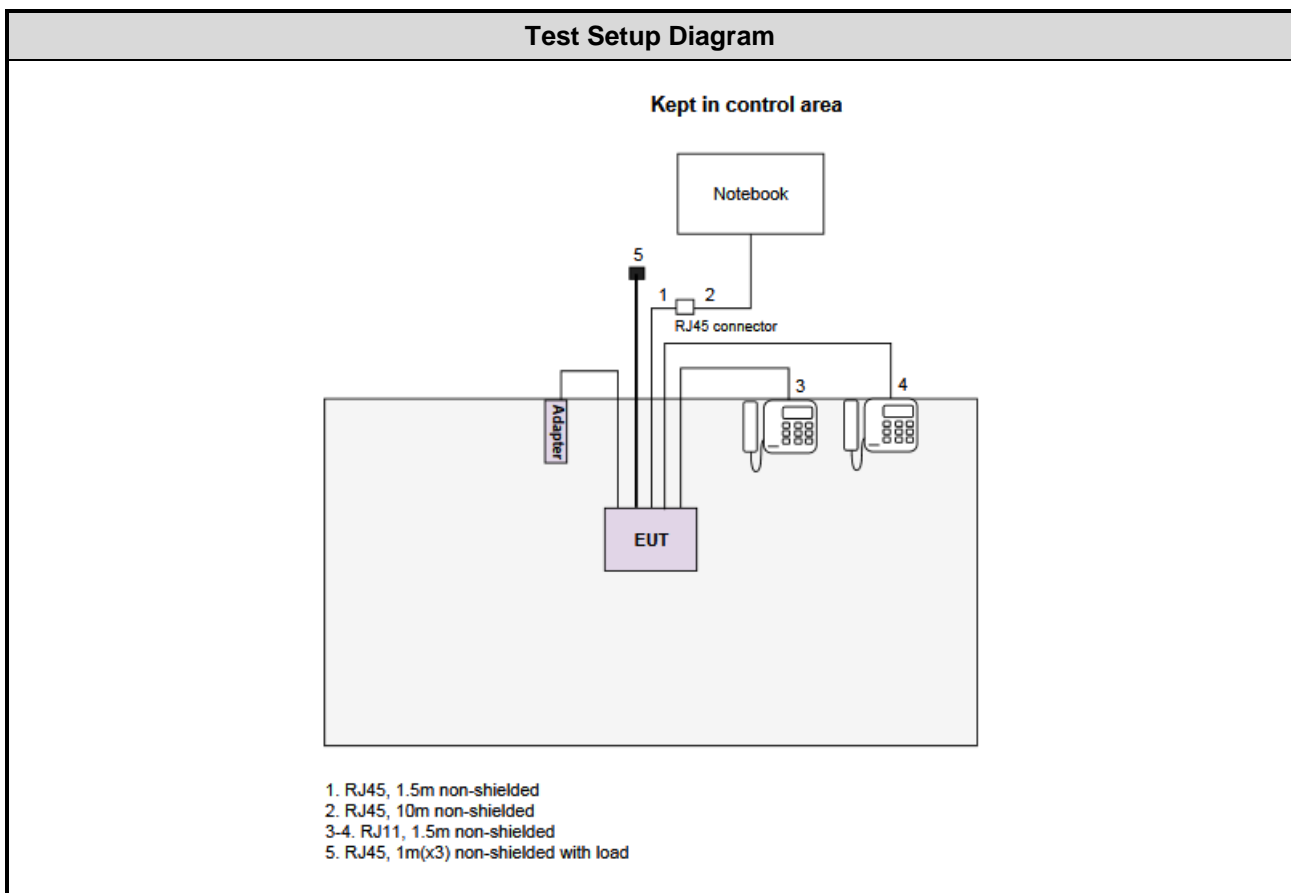 Test Setup Diagram
Kept in control area
Notebook
5
1
2
RJ45 connector
3
4
Adapter
EUT
1. RJ45, 1.5m non-shielded
2. RJ45, 10m non-shielded
3-4. RJ11, 1.5m non-shielded
5. RJ45, 1m(x3) non-shielded with load